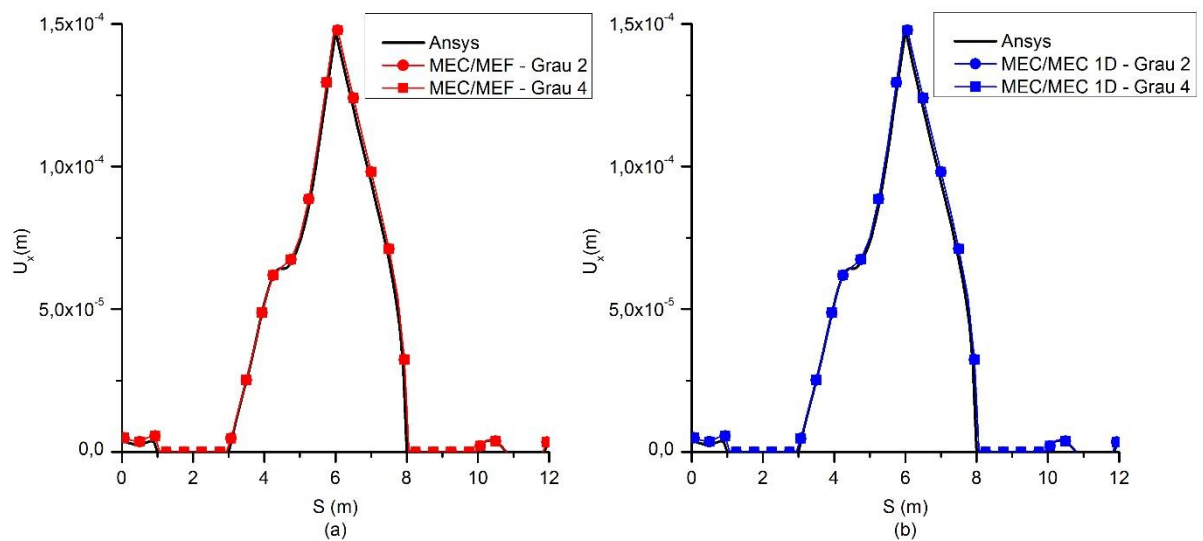 1,5x10⁻⁴
1,0x10⁻⁴
5,0x10⁻⁵
0,0
Uₓ(m)
Ansys
MEC/MEF - Grau 2
MEC/MEF - Grau 4
0 2 4 6 8 10 12
S (m)
(a)
1,5x10⁻⁴
1,0x10⁻⁴
5,0x10⁻⁵
0,0
Uₓ(m)
Ansys
MEC/MEC 1D - Grau 2
MEC/MEC 1D - Grau 4
0 2 4 6 8 10 12
S (m)
(b)